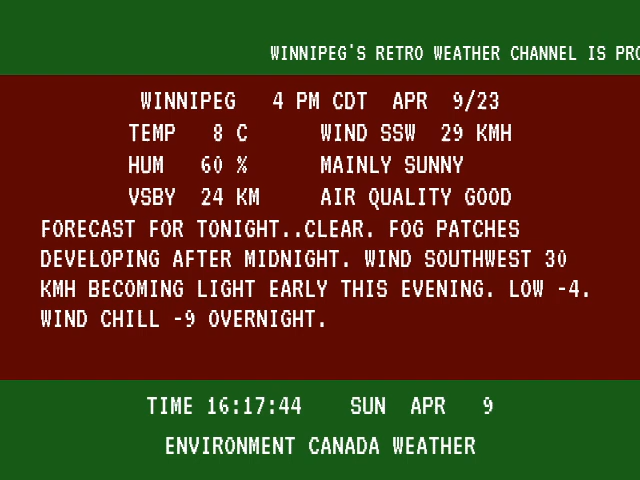 WINNIPEG'S RETRO WEATHER CHANNEL IS
WINNIPEG 4 PM CDT APR 9/23
TEMP 8 C WIND SSW 29 KMH
HUM 60 % MAINLY SUNNY
VSBY 24 KM AIR QUALITY GOOD
FORECAST FOR TONIGHT..CLEAR. FOG PATCHES
DEVELOPING AFTER MIDNIGHT. WIND SOUTHWEST 30
KMH BECOMING LIGHT EARLY THIS EVENING. LOW -4.
WIND CHILL -9 OVERNIGHT.
TIME 16:17:44 SUN APR 9
ENVIRONMENT CANADA WEATHER